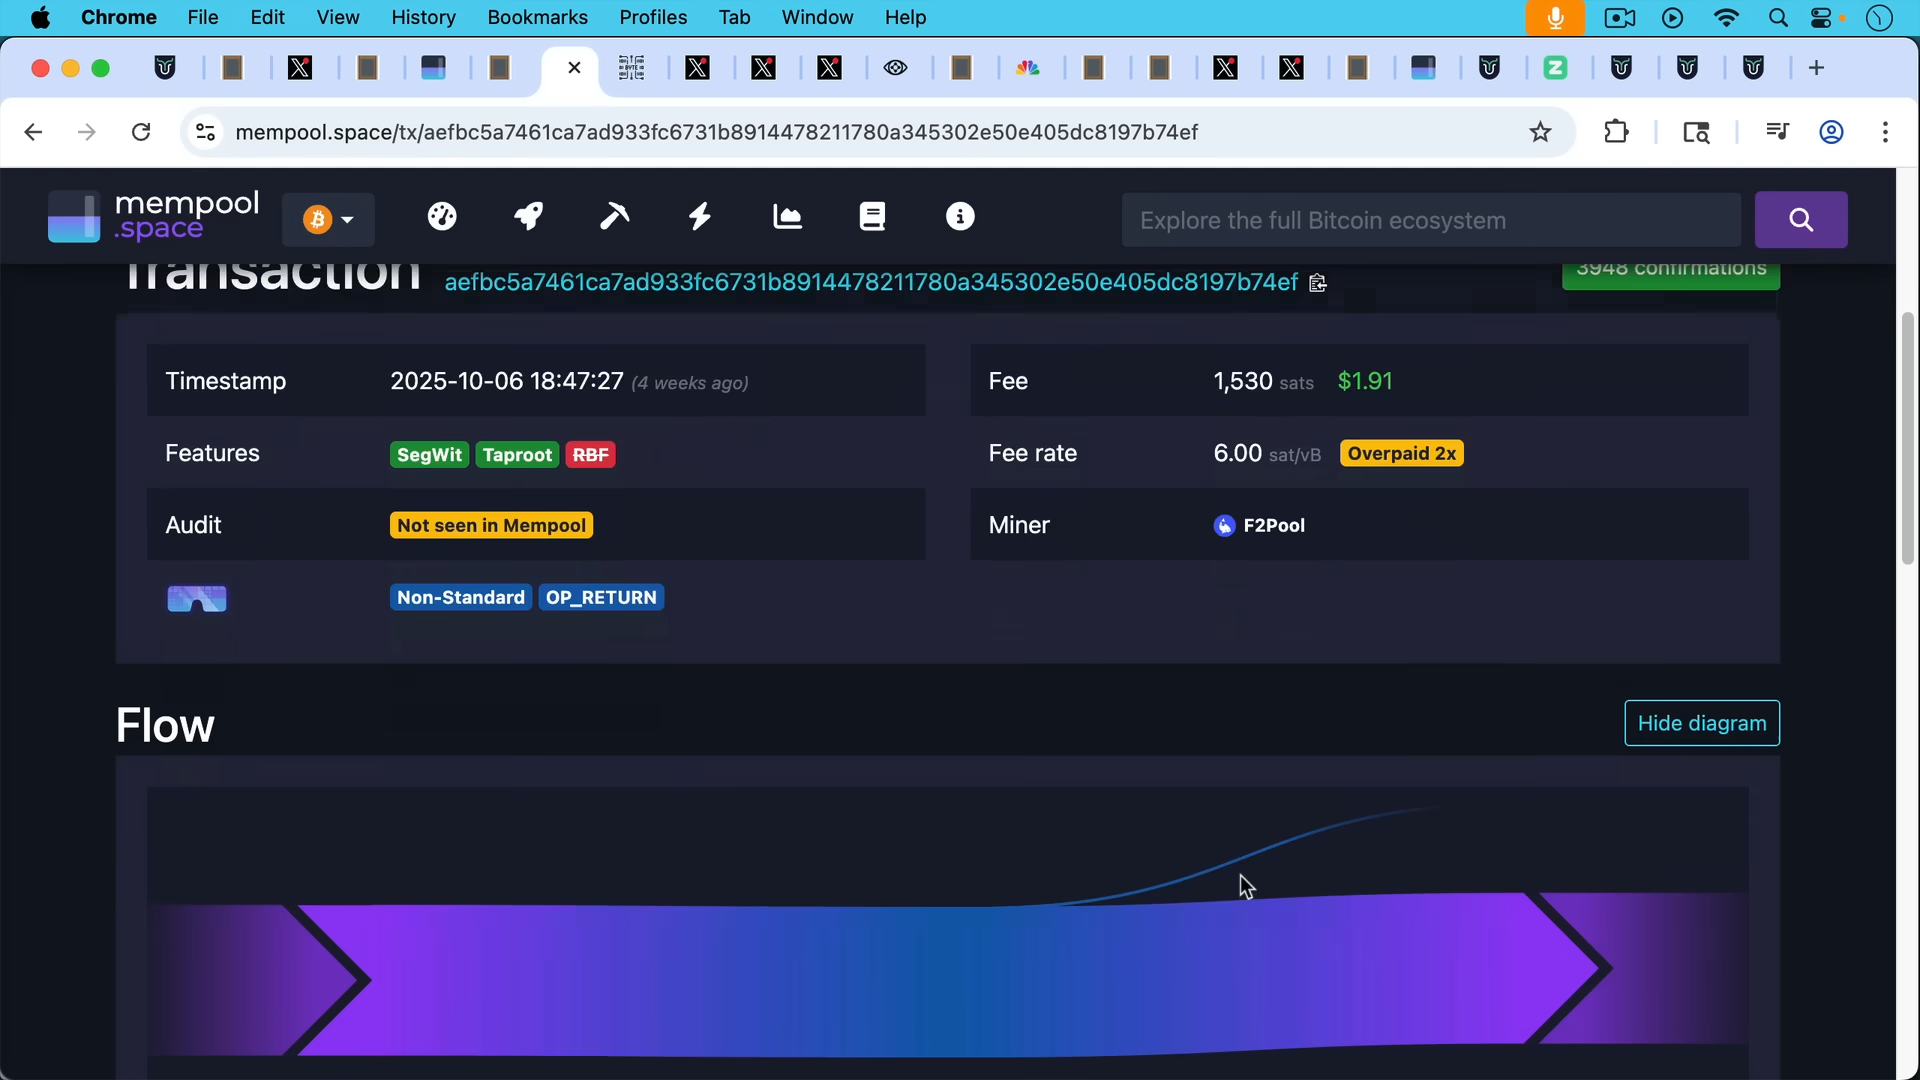 Chrome File Edit View History Bookmarks Profiles Tab Window Help
mempool.space/tx/aefbc5a7461ca7ad933fc6731b8914478211780a345302e50e405dc8197b74ef
mempool
.space
Explore the full Bitcoin ecosystem
Transaction aefbc5a7461ca7ad933fc6731b8914478211780a345302e50e405dc8197b74ef 3948 confirmations
Timestamp 2025-10-06 18:47:27 (4 weeks ago)
Fee 1,530 sats $1.91
Features SegWit Taproot RBF
Fee rate 6.00 sat/vB Overpaid 2x
Audit Not seen in Mempool
Miner F2Pool
Non-Standard OP_RETURN
Flow Hide diagram